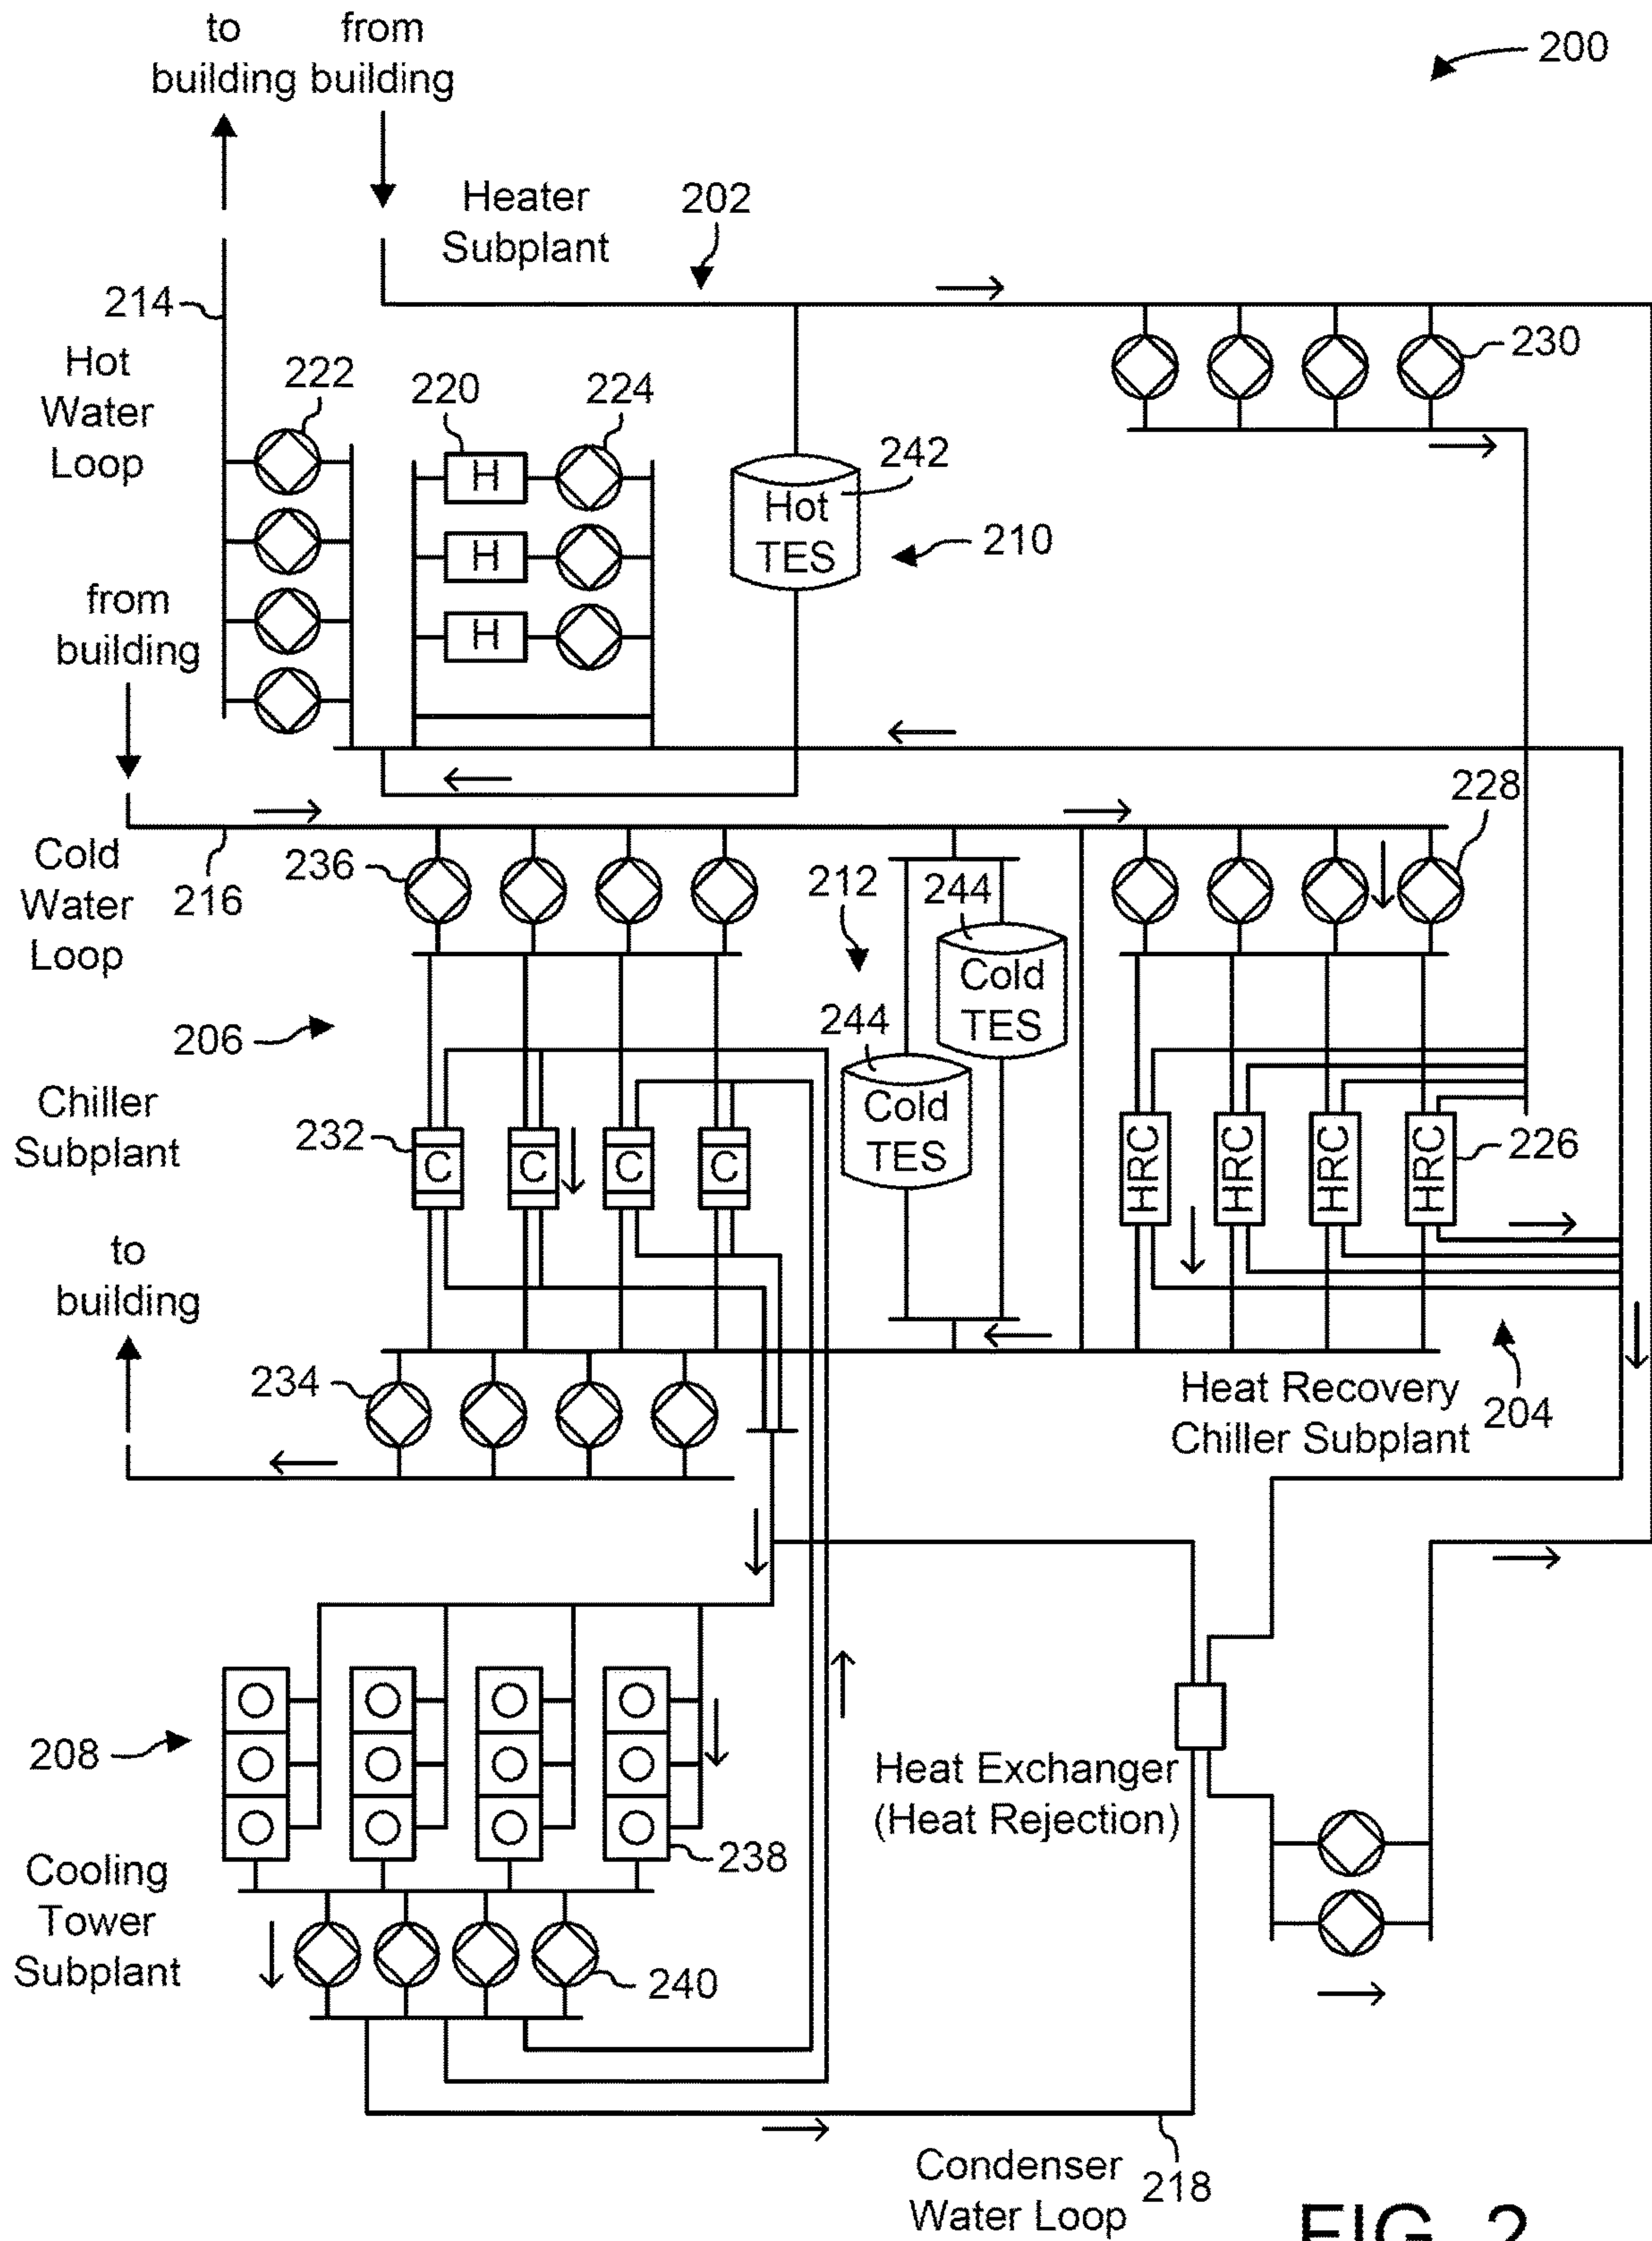 to from
building building
200
Heater
Subplant
202
214
Hot
Water
Loop
222
220
224
230
H
H
H
242
Hot
TES
210
from
building
228
Cold
Water
Loop
216
236
212
244
Cold
TES
244
Cold
TES
206
Chiller
Subplant
232
C
C
C
C
HRC
HRC
HRC
HRC
226
to
building
234
Heat Recovery
Chiller Subplant
204
208
Heat Exchanger
(Heat Rejection)
238
Cooling
Tower
Subplant
240
Condenser
Water Loop
218
FIG. 2